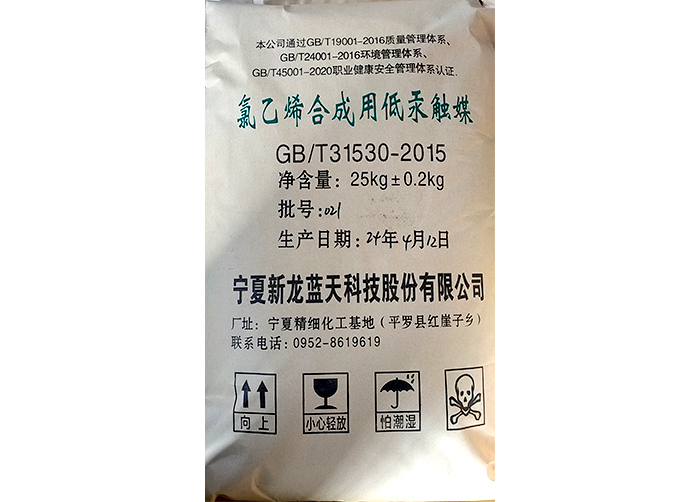 本公司通过GB/T19001-2016质量管理体系、
GB/T24001-2016环境管理体系、
GB/T45001-2020职业健康安全管理体系认证.
氯乙烯合成用低汞触媒
GB/T31530-2015
净含量：25kg±0.2kg
批号:021
生产日期:24年4月12日
宁夏新龙蓝天科技股份有限公司
厂址：宁夏精细化工基地（平罗县红崖子乡）
联系电话：0952-8619619
向上 小心轻放 怕潮湿